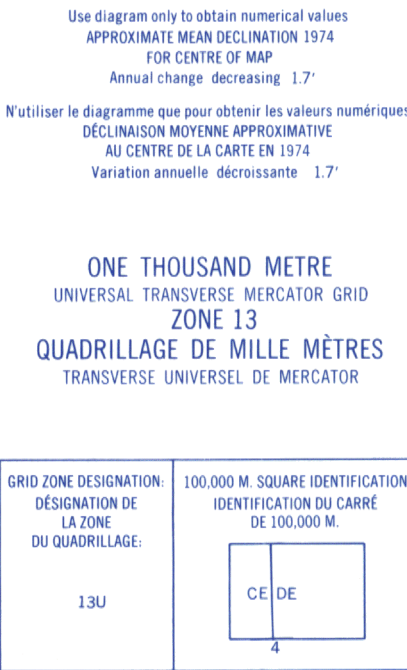 Use diagram only to obtain numerical values
APPROXIMATE MEAN DECLINATION 1974
FOR CENTRE OF MAP
Annual change decreasing 1.7'
N'utiliser le diagramme que pour obtenir les valeurs numériques
DÉCLINAISON MOYENNE APPROXIMATIVE
AU CENTRE DE LA CARTE EN 1974
Variation annuelle décroissante 1.7'
ONE THOUSAND METRE
UNIVERSAL TRANSVERSE MERCATOR GRID
ZONE 13
QUADRILLAGE DE MILLE MÈTRES
TRANSVERSE UNIVERSEL DE MERCATOR
GRID ZONE DESIGNATION:
DÉSIGNATION DE
LA ZONE
DU QUADRILLAGE:
13U
100,000 M. SQUARE IDENTIFICATION
IDENTIFICATION DU CARRÉ
DE 100,000 M.
CE DE
4